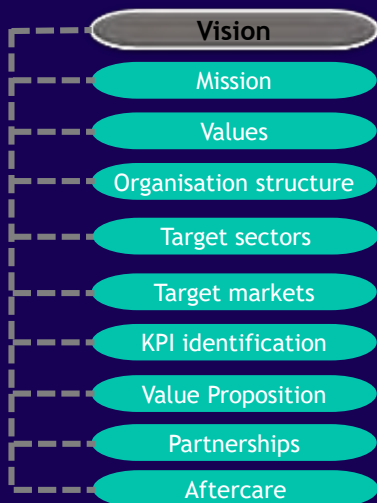 Vision
Mission
Values
Organisation structure
Target sectors
Target markets
KPI identification
Value Proposition
Partnerships
Aftercare